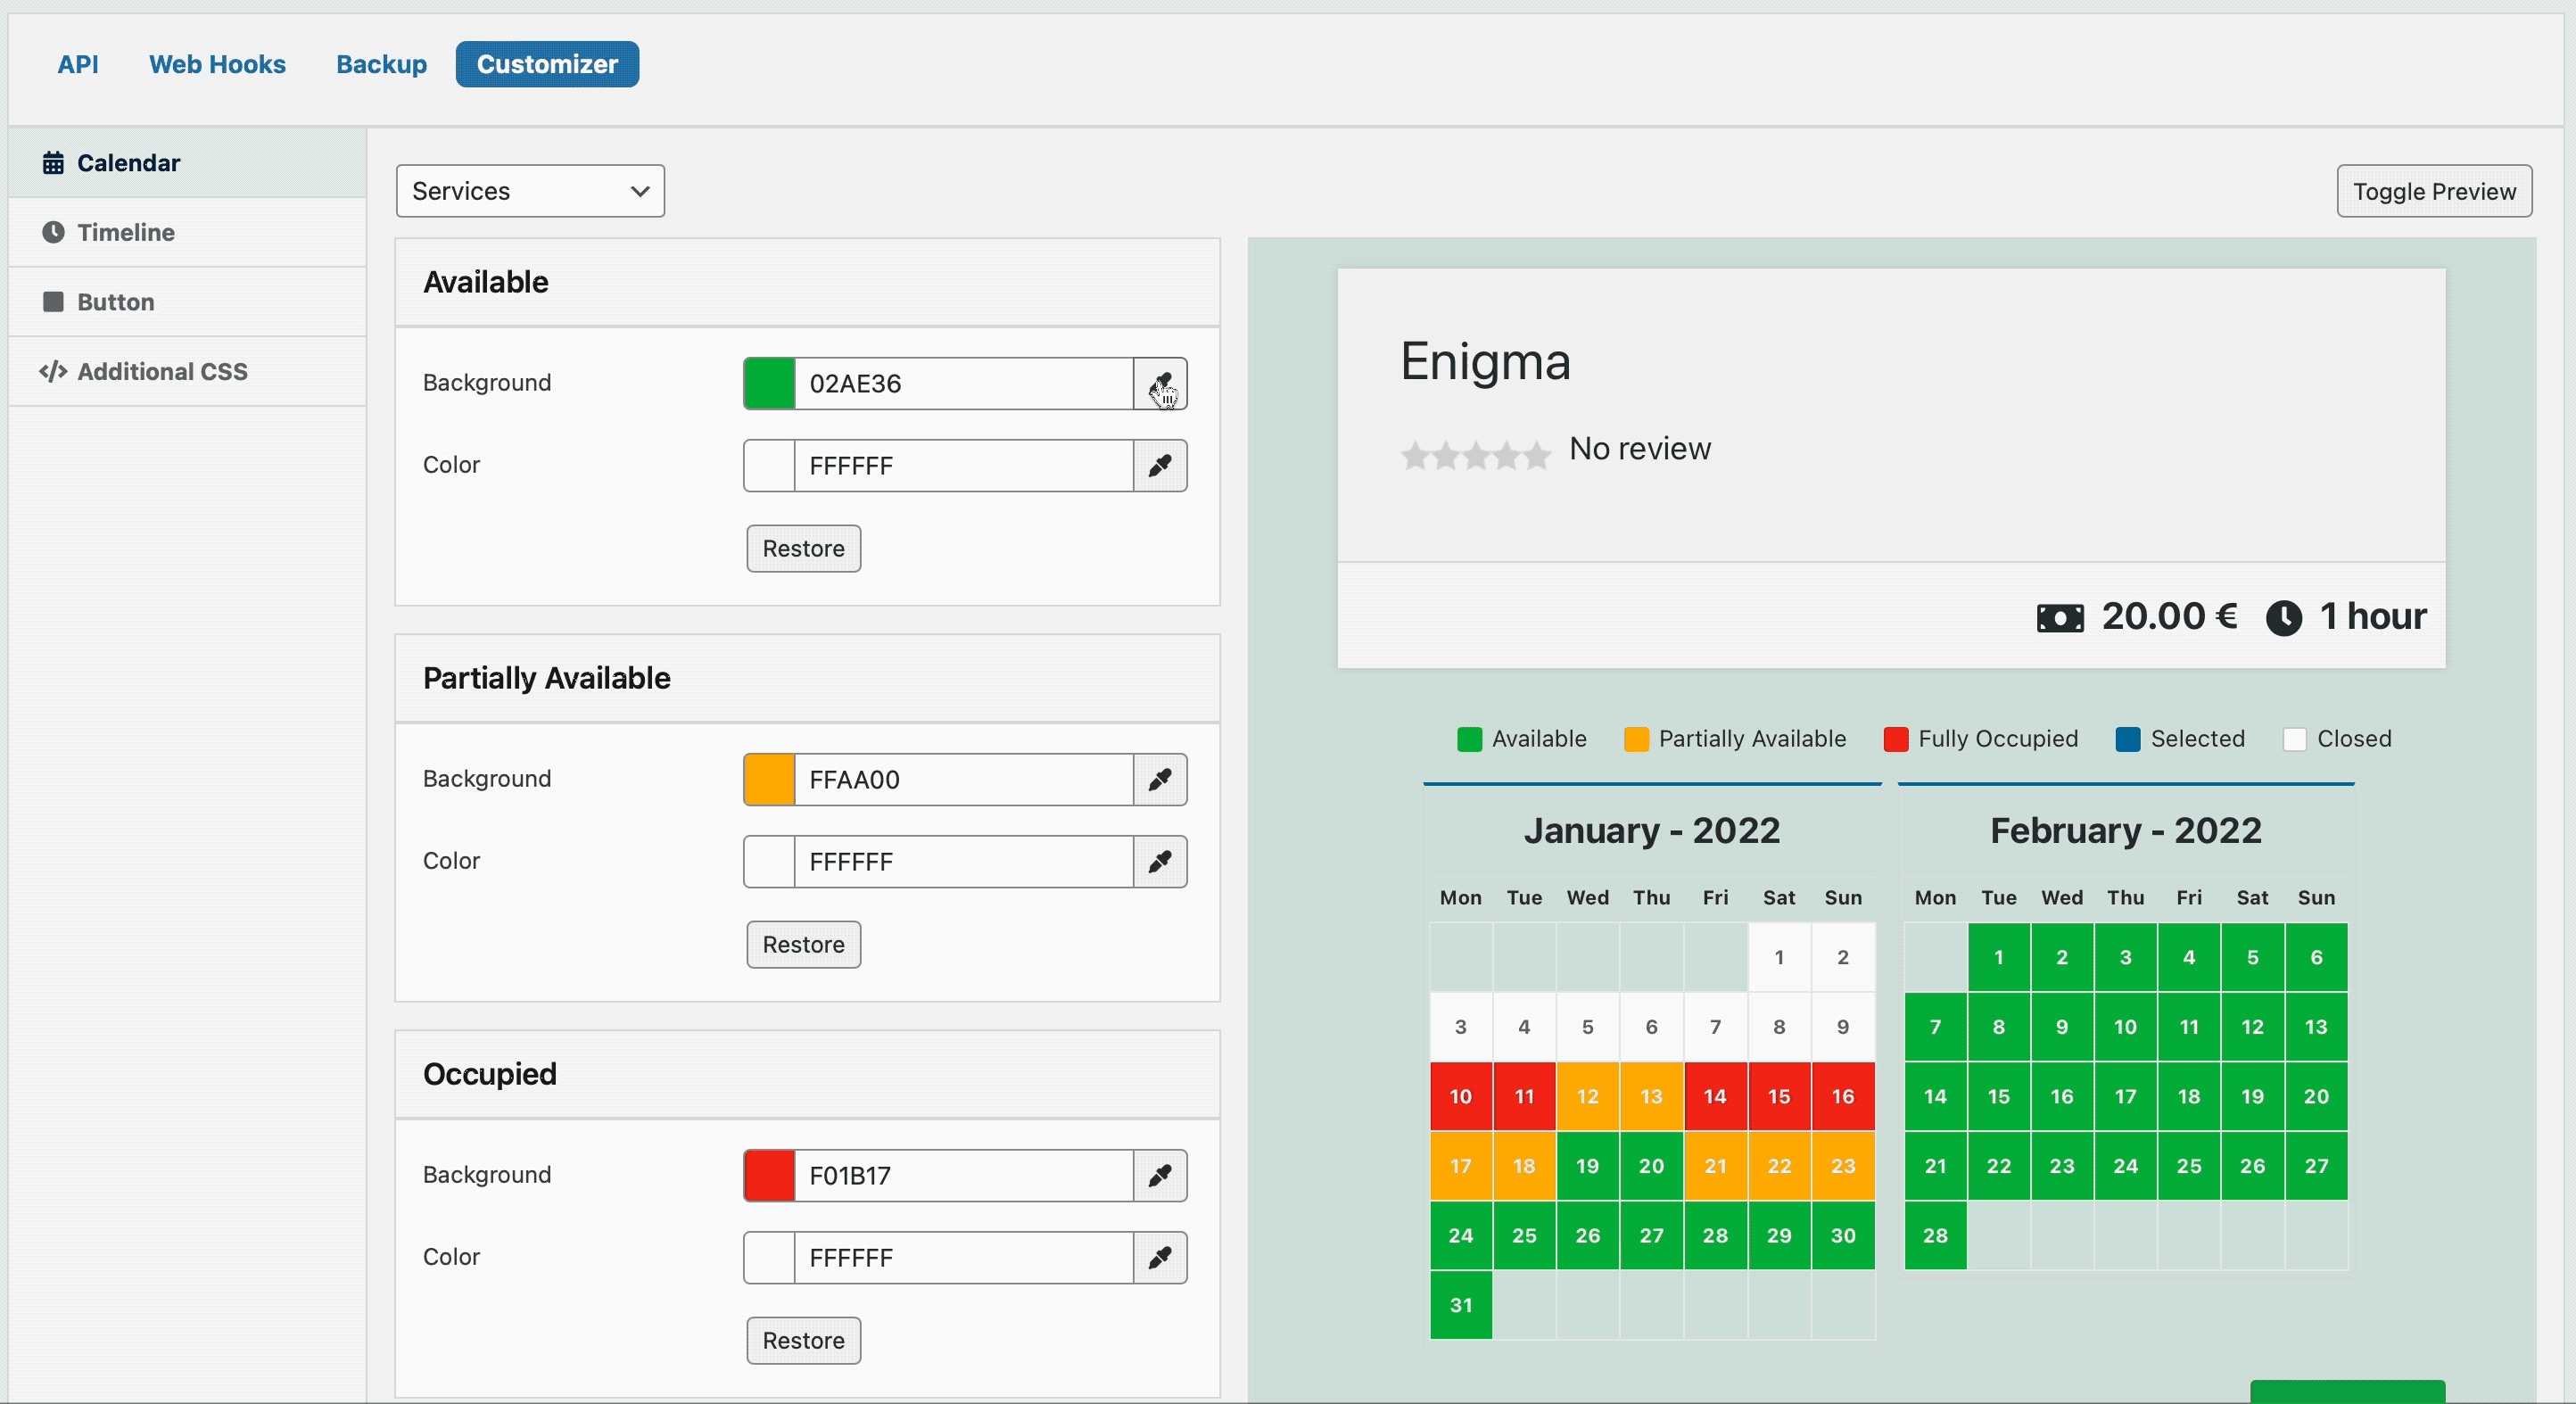 API Web Hooks Backup Customizer
Calendar
Timeline
Button
Additional CSS
Services
Toggle Preview
Available
Background 02AE36
Color FFFFFF
Restore
Partially Available
Background FFAA00
Color FFFFFF
Restore
Occupied
Background F01B17
Color FFFFFF
Restore
Enigma
No review
20.00 € 1 hour
Available Partially Available Fully Occupied Selected Closed
January - 2022
Mon Tue Wed Thu Fri Sat Sun
1 2
3 4 5 6 7 8 9
10 11 12 13 14 15 16
17 18 19 20 21 22 23
24 25 26 27 28 29 30
31
February - 2022
Mon Tue Wed Thu Fri Sat Sun
1 2 3 4 5 6
7 8 9 10 11 12 13
14 15 16 17 18 19 20
21 22 23 24 25 26 27
28